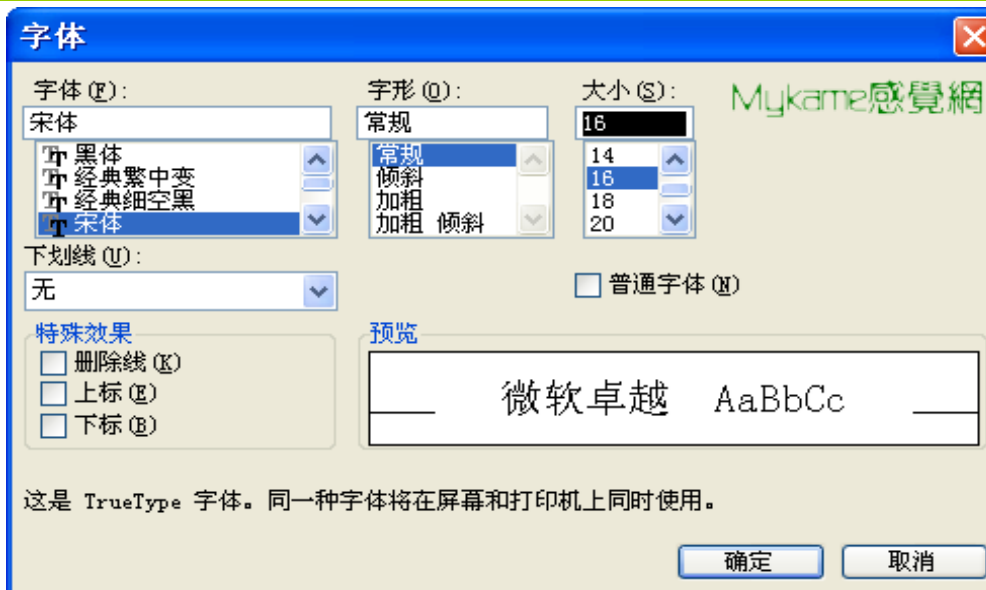 字体
字体(F): 字形(O): 大小(S): Mykame感覺網
宋体 常规 16
黑体 常规 14
经典繁中变 倾斜 16
经典细空黑 加粗 18
宋体 加粗 倾斜 20
下划线(U):
无 普通字体(N)
特殊效果 预览
删除线(K)
上标(E) 微软卓越 AaBbCc
下标(B)
这是 TrueType 字体。同一种字体将在屏幕和打印机上同时使用。
确定 取消